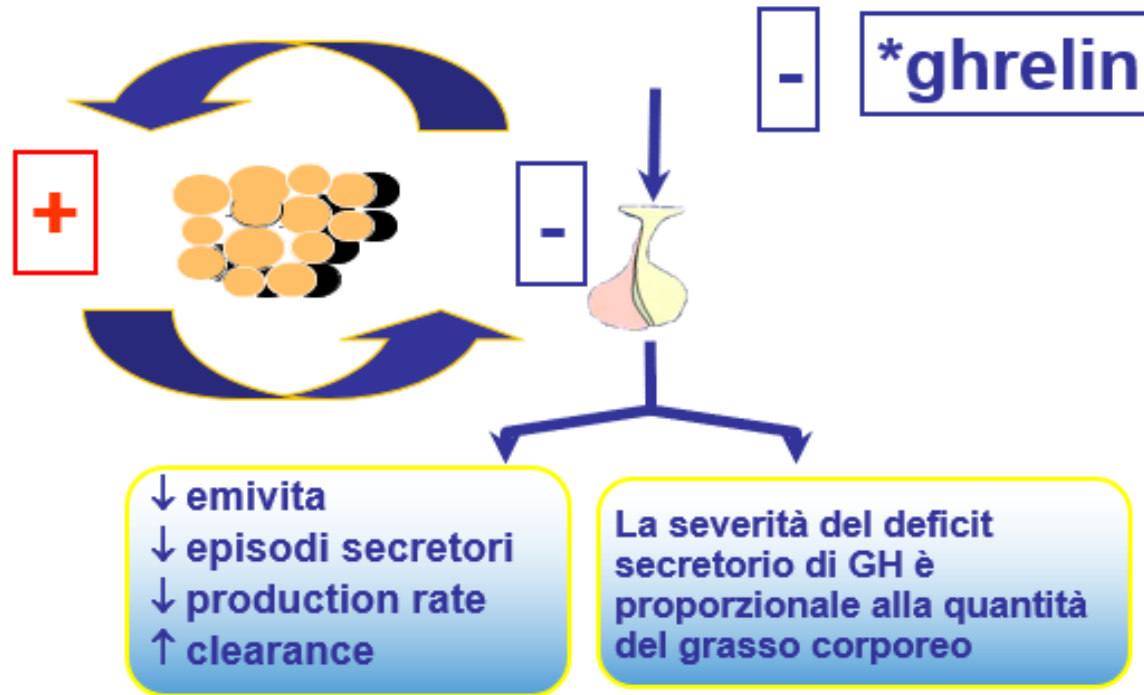 -
*ghrelin
+
-
↓ emivita
↓ episodi secretori
↓ production rate
↑ clearance
La severità del deficit
secretorio di GH è
proporzionale alla quantità
del grasso corporeo